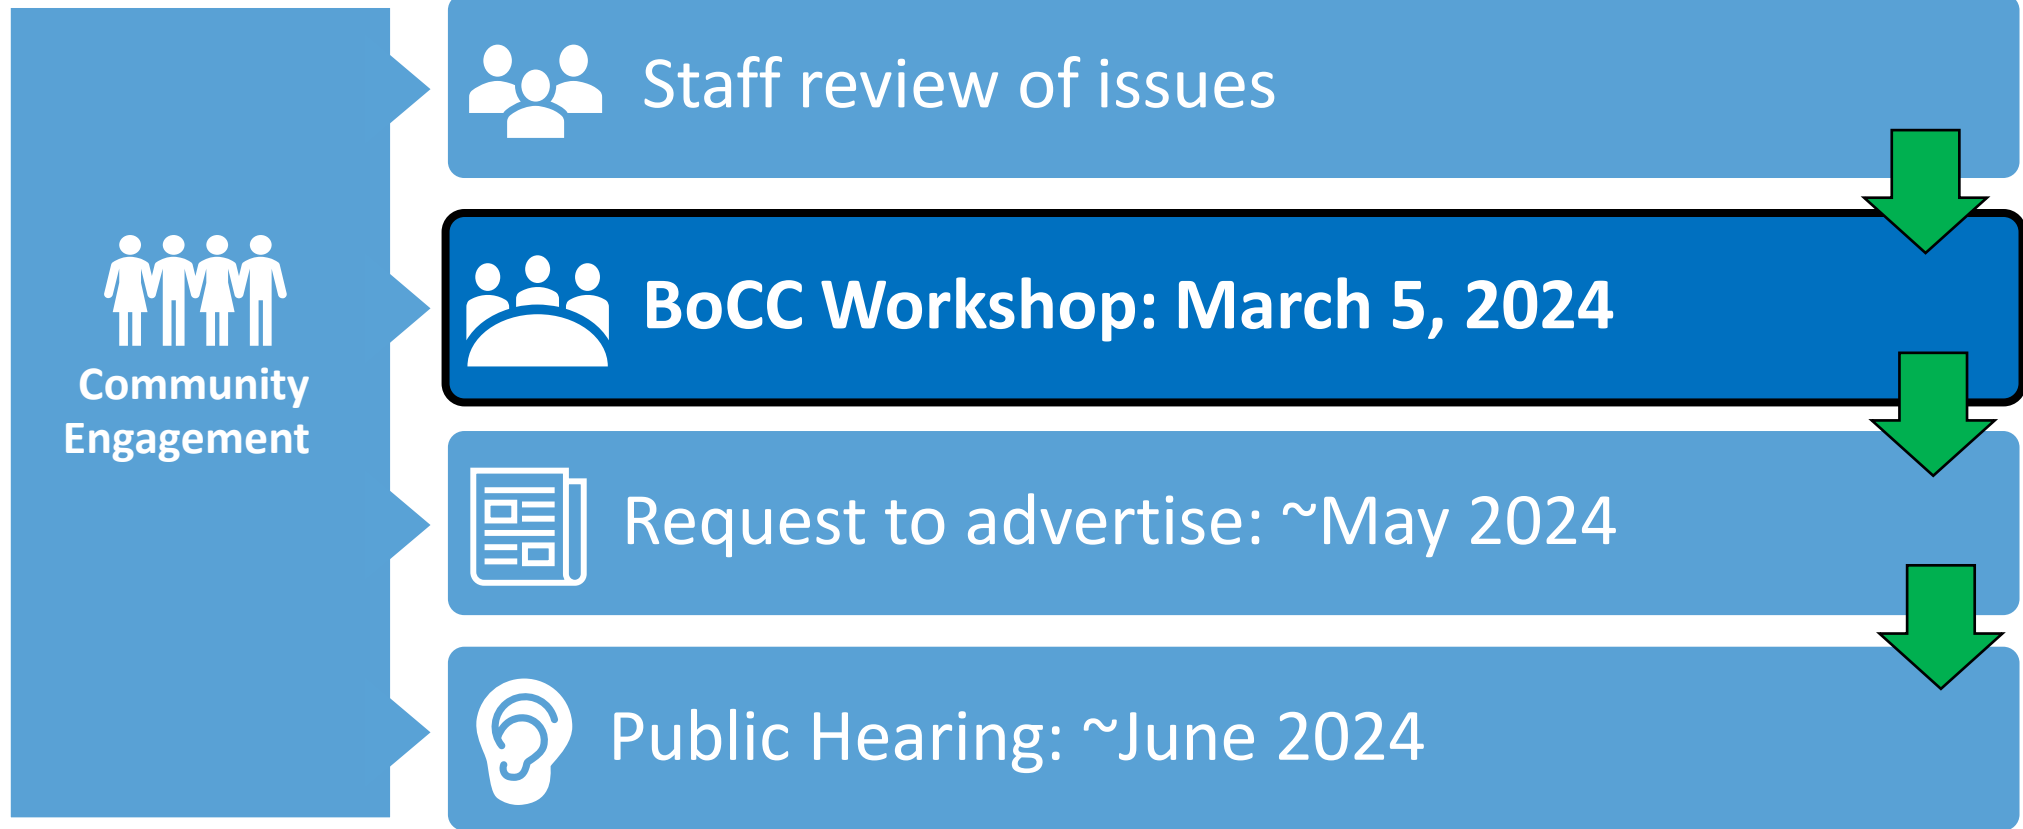 Community
Engagement
Staff review of issues
BoCC Workshop: March 5, 2024
Request to advertise: ~May 2024
Public Hearing: ~June 2024